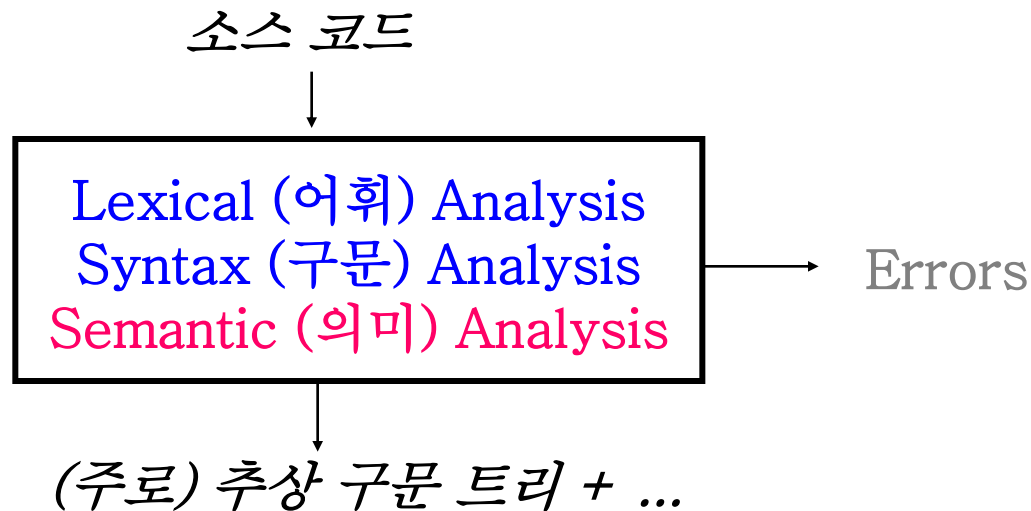 소스 코드
Lexical (어휘) Analysis
Syntax (구문) Analysis
Semantic (의미) Analysis
Errors
(주로) 추상 구문 트리 + ...